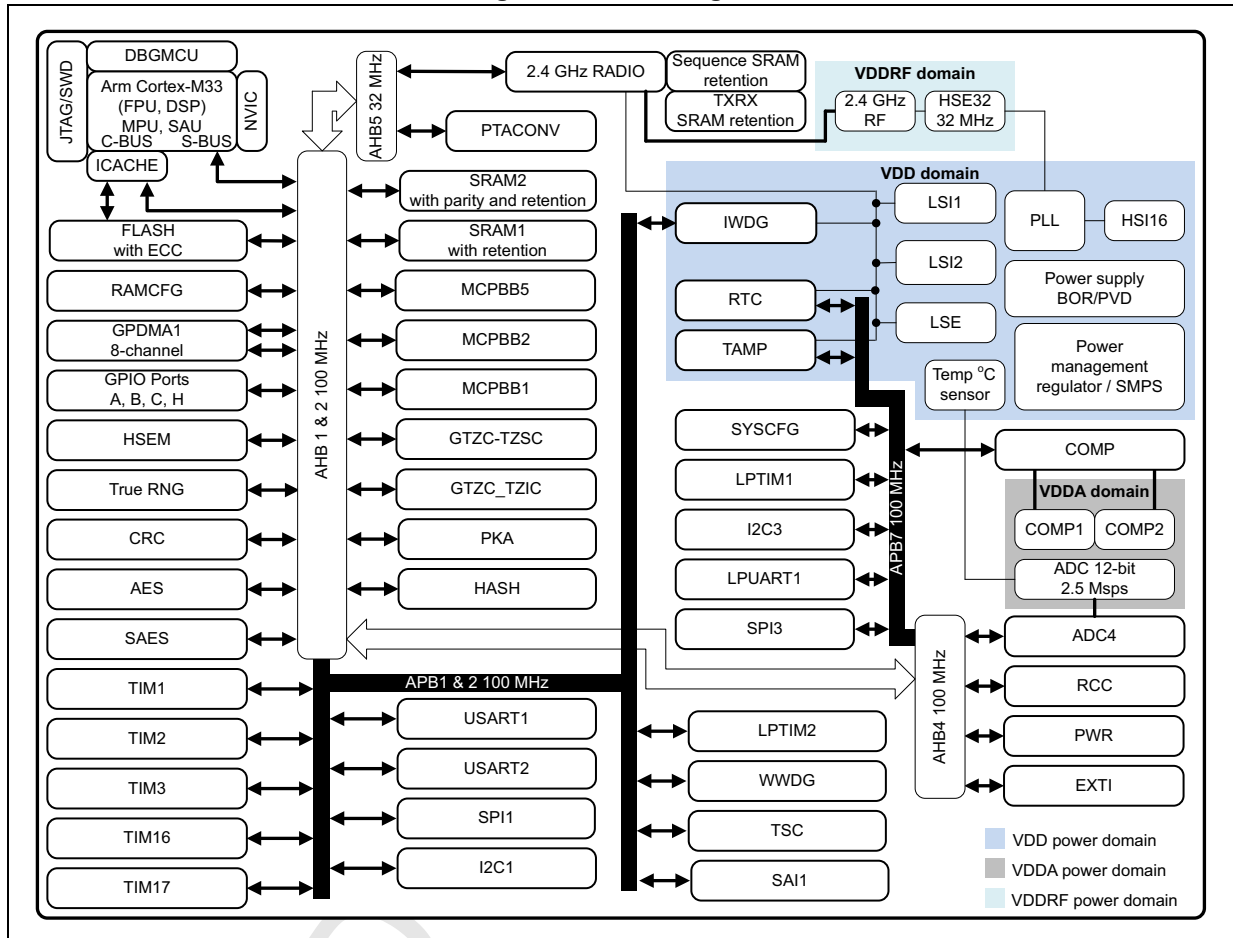 DBGMCU
JTAG/SWD
Arm Cortex-M33
(FPU, DSP)
MPU, SAU
C-BUS S-BUS
NVIC
ICACHE
FLASH
with ECC
RAMCFG
GPDMA1
8-channel
GPIO Ports
A, B, C, H
HSEM
True RNG
CRC
AES
SAES
TIM1
TIM2
TIM3
TIM16
TIM17
AHB 1 & 2 100 MHz
AHB5 32 MHz
2.4 GHz RADIO
Sequence SRAM
retention
TXRX
SRAM retention
PTACONV
SRAM2
with parity and retention
SRAM1
with retention
MCPBB5
MCPBB2
MCPBB1
GTZC-TZSC
GTZC_TZIC
PKA
HASH
APB1 & 2 100 MHz
USART1
USART2
SPI1
I2C1
VDDRF domain
2.4 GHz
RF
HSE32
32 MHz
VDD domain
IWDG
RTC
TAMP
LSI1
LSI2
LSE
PLL
HSI16
Power supply
BOR/PVD
Power
management
regulator / SMPS
Temp °C
sensor
SYSCFG
LPTIM1
I2C3
LPUART1
SPI3
APB7 100 MHz
COMP
VDDA domain
COMP1
COMP2
ADC 12-bit
2.5 Msps
AHB4 100 MHz
ADC4
RCC
PWR
EXTI
LPTIM2
WWDG
TSC
SAI1
VDD power domain
VDDA power domain
VDDRF power domain